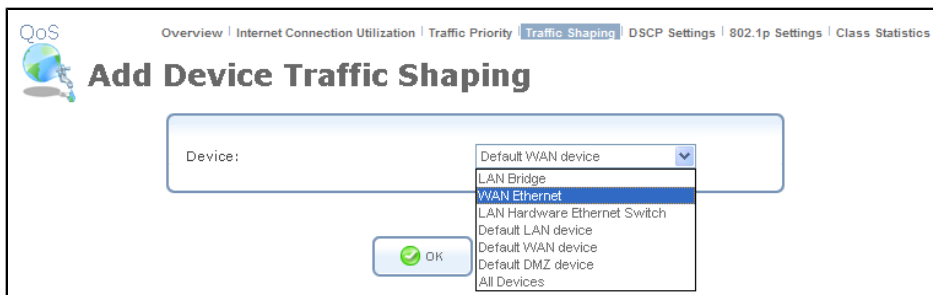 QoS
Overview | Internet Connection Utilization | Traffic Priority | Traffic Shaping | DSCP Settings | 802.1p Settings | Class Statistics
Add Device Traffic Shaping
Device: Default WAN device
LAN Bridge
WAN Ethernet
LAN Hardware Ethernet Switch
Default LAN device
Default WAN device
Default DMZ device
All Devices
OK